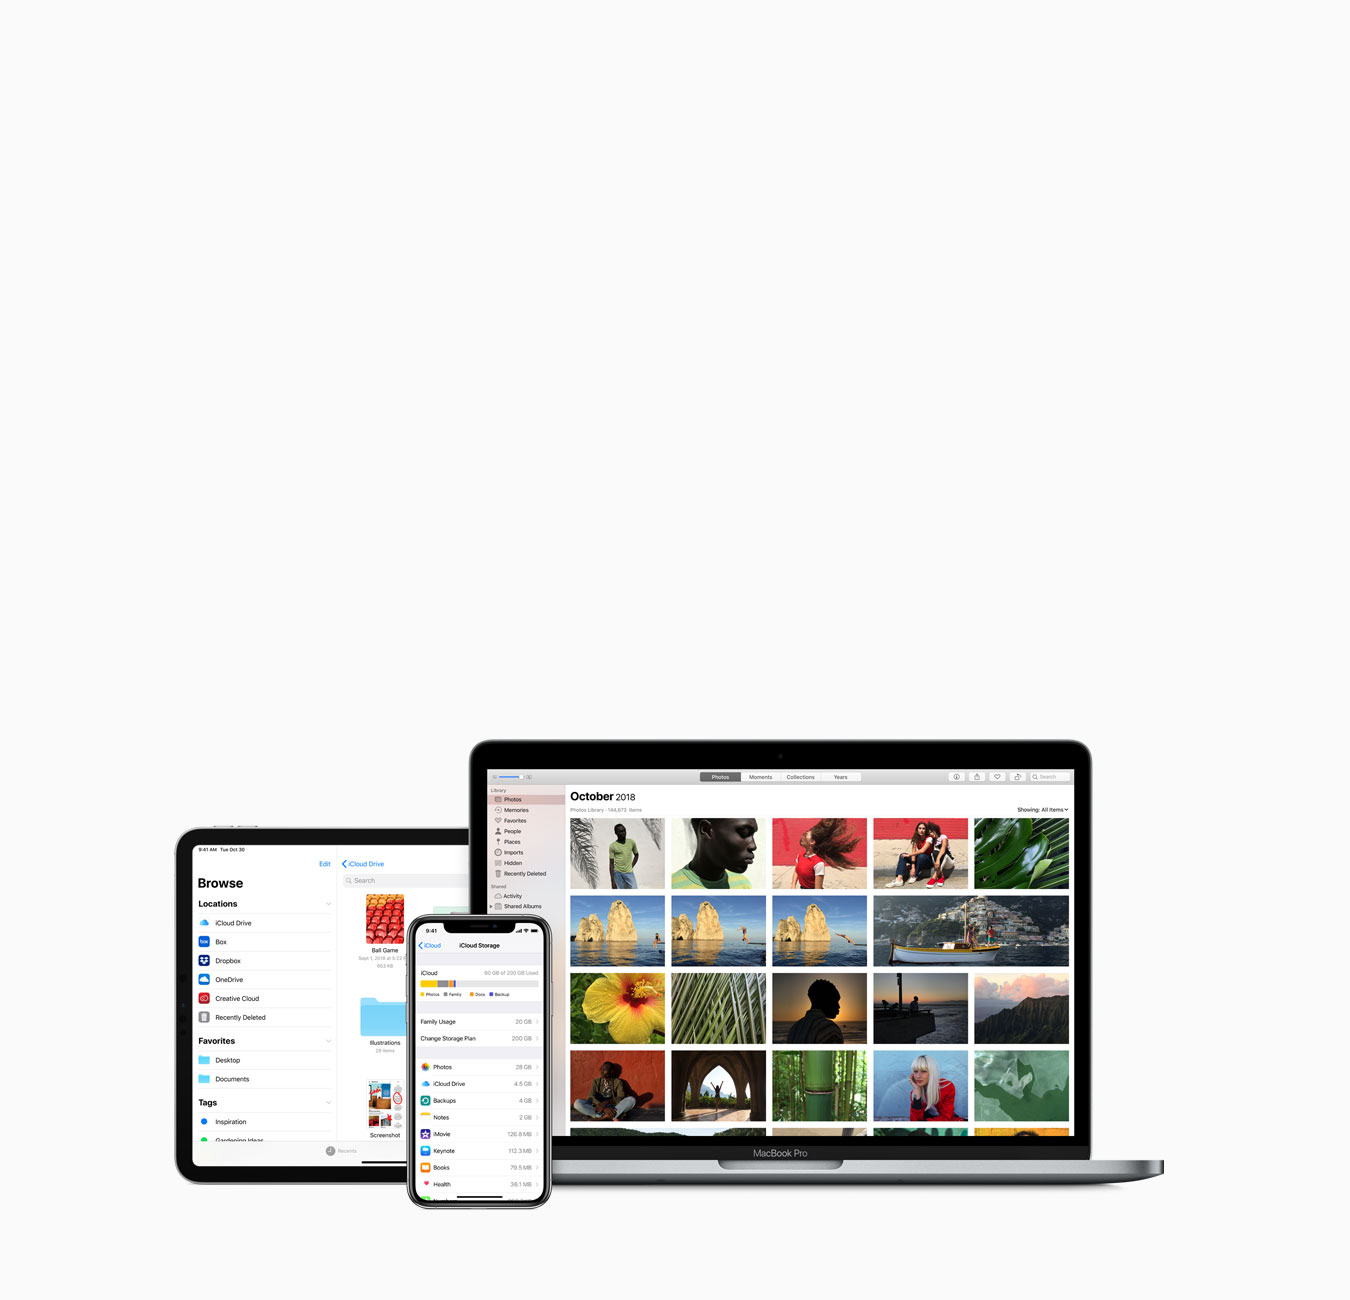 Photos
Moments
Collections
Years
Search
Library
Photos
Memories
Favorites
People
Places
Imports
Hidden
Recently Deleted
Shared
Activity
Shared Albums
October 2018
Photos Library · 144,673 Items
Showing: All Items
MacBook Pro
9:41 AM Tue Oct 30
Edit
iCloud Drive
Browse
Search
Locations
iCloud Drive
box
Box
Dropbox
OneDrive
Creative Cloud
Recently Deleted
Favorites
Desktop
Documents
Tags
Inspiration
Gardening Ideas
Ball Game
Sept 1, 2018 at 6:22
653 KB
Illustrations
28 items
Screenshot
Recents
9:41
iCloud
iCloud Storage
iCloud
60 GB of 200 GB Used
Photos
Family
Docs
Backup
Family Usage
20 GB
Change Storage Plan
200 GB
Photos
28 GB
iCloud Drive
4.5 GB
Backups
4 GB
Notes
2 GB
iMovie
126.8 MB
Keynote
112.3 MB
Books
79.5 MB
Health
38.1 MB